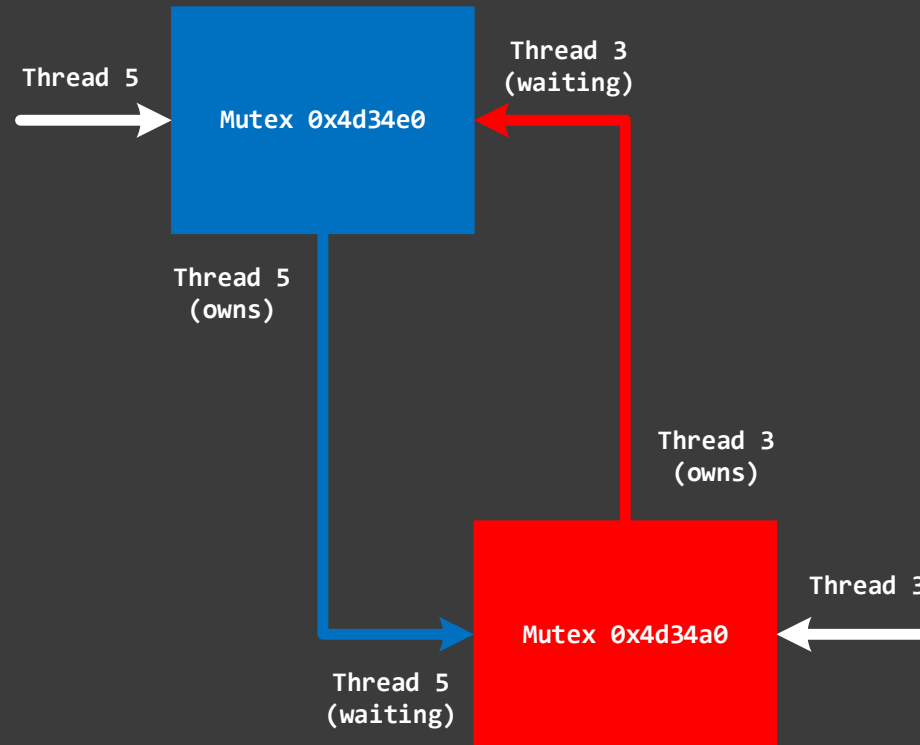 Thread 5
Thread 3
(waiting)
Mutex 0x4d34e0
Thread 5
(owns)
Thread 3
(owns)
Thread 3
Mutex 0x4d34a0
Thread 5
(waiting)